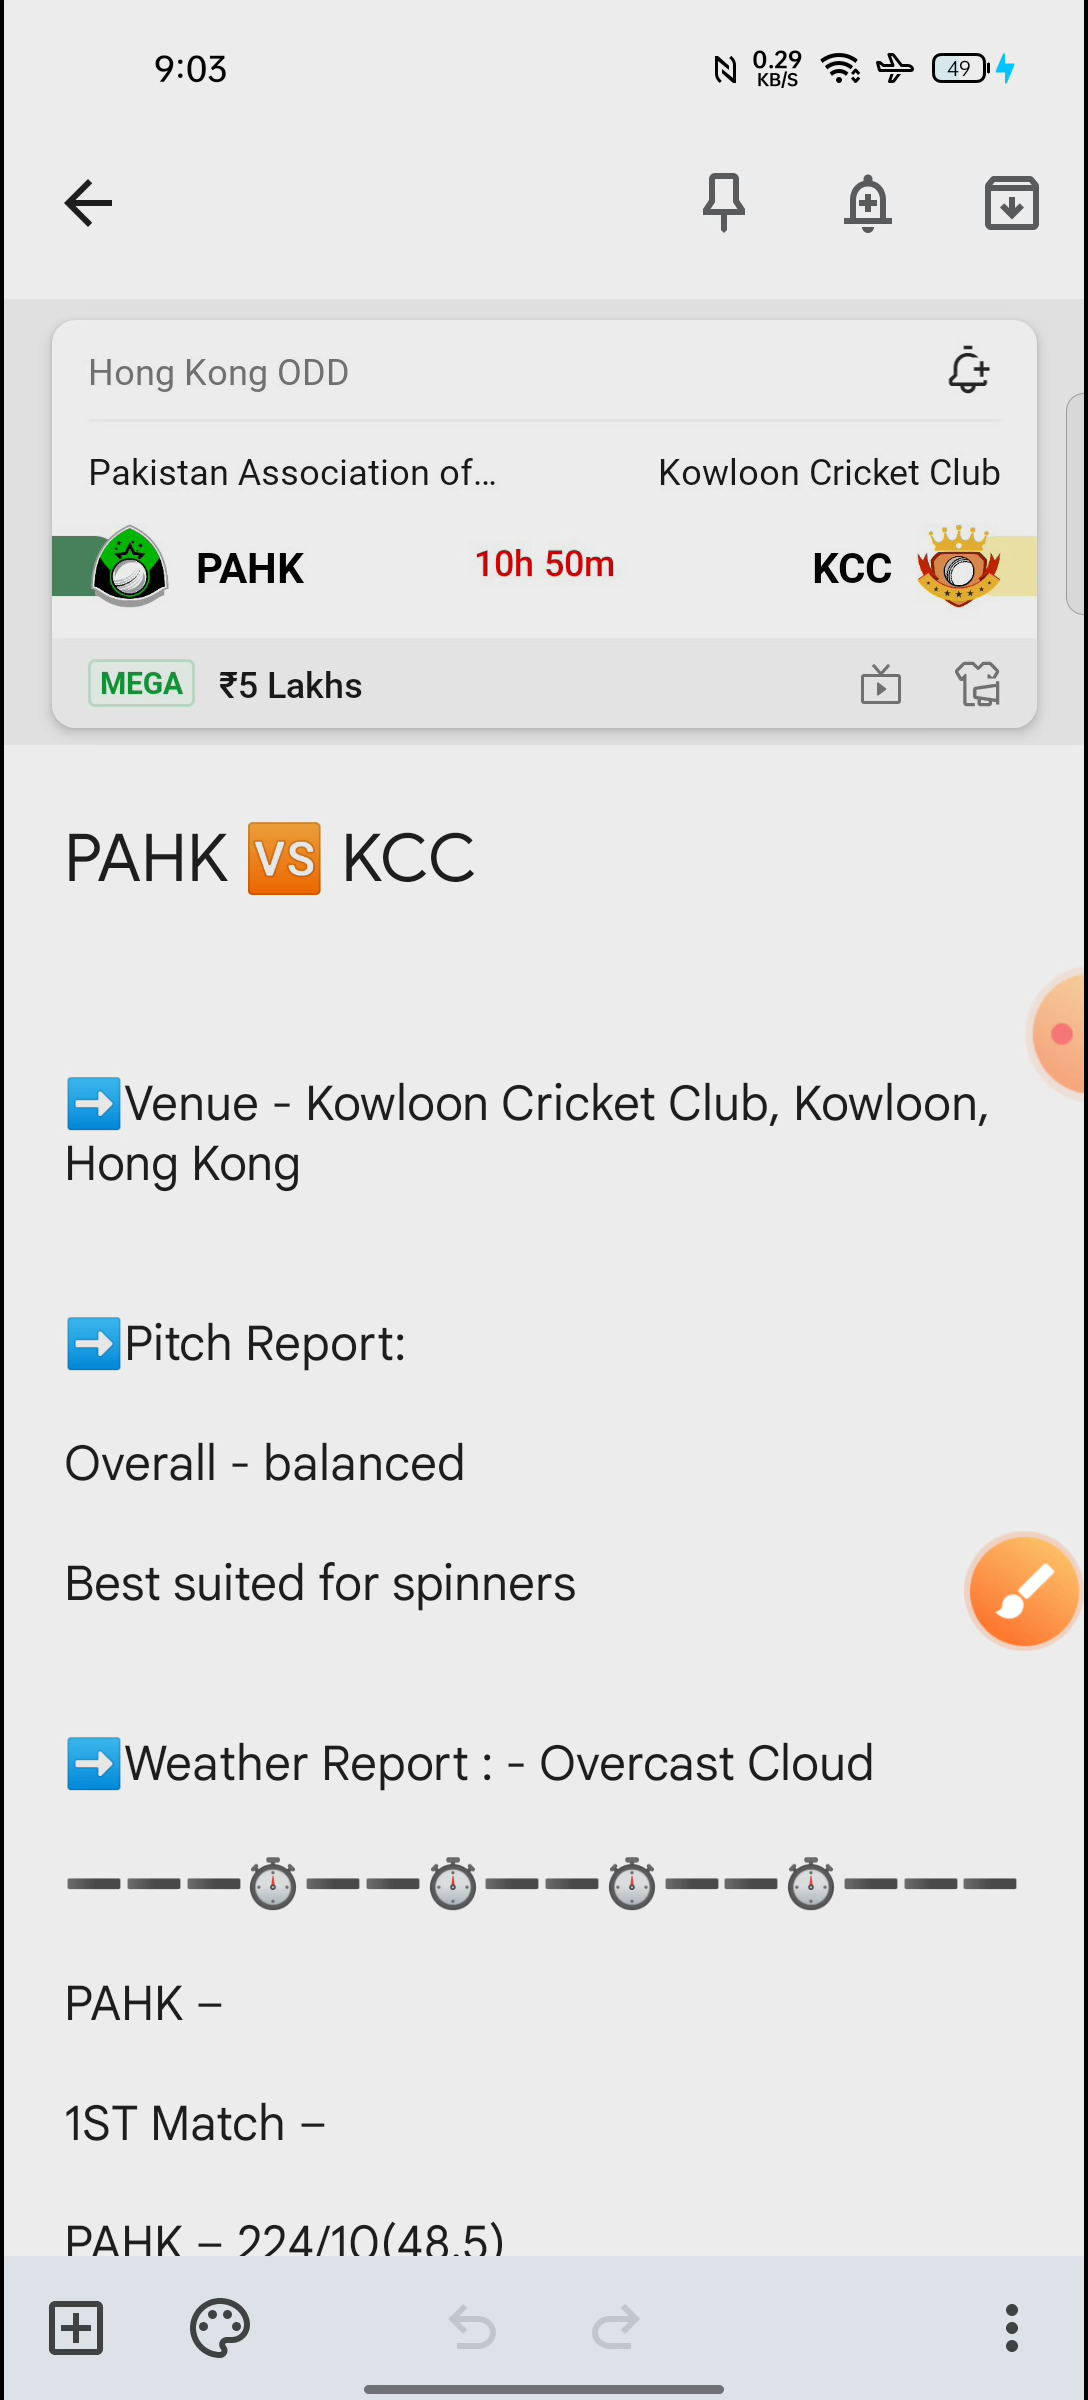 9:03
0.29
KB/S
49
Hong Kong ODD
Pakistan Association of...
Kowloon Cricket Club
PAHK
10h 50m
KCC
MEGA
₹5 Lakhs
PAHK 🆚 KCC
➡️Venue - Kowloon Cricket Club, Kowloon,
Hong Kong
➡️Pitch Report:
Overall - balanced
Best suited for spinners
➡️Weather Report : - Overcast Cloud
➖➖➖⏱️➖➖⏱️➖➖⏱️➖➖⏱️➖➖➖
PAHK –
1ST Match –
PAHK – 224/10(48.5)